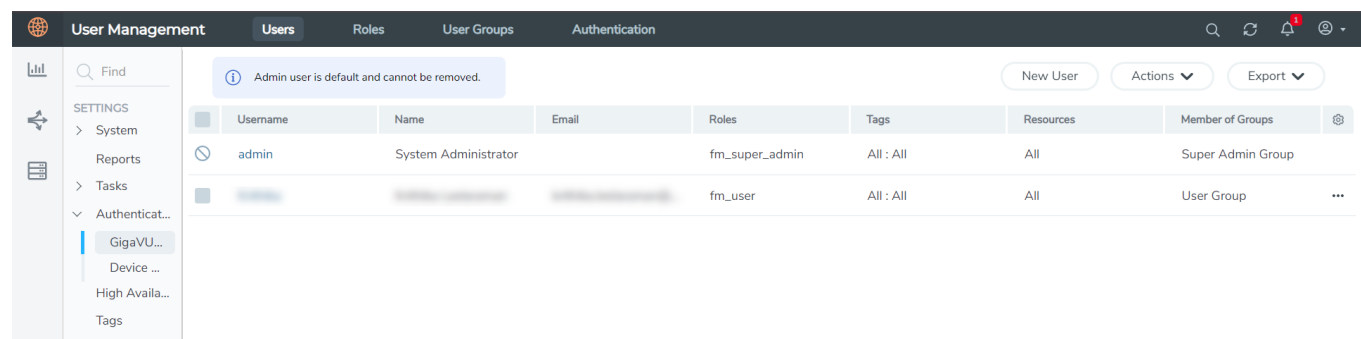 User Management Users Roles User Groups Authentication 1
Find
Admin user is default and cannot be removed. New User Actions Export
SETTINGS
System
Reports
Tasks
Authenticat...
GigaVU...
Device ...
High Availa...
Tags
Username Name Email Roles Tags Resources Member of Groups
admin System Administrator fm_super_admin All : All All Super Admin Group
fm_user All : All All User Group